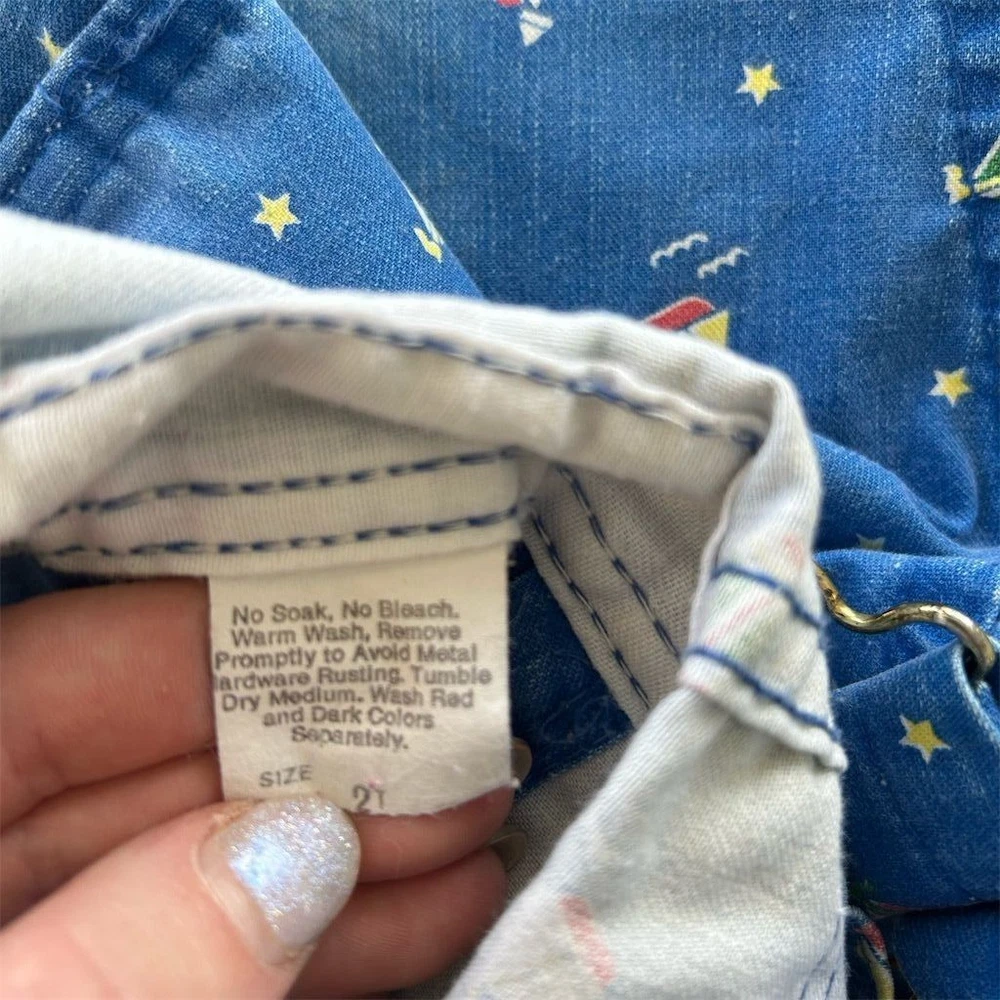 No Soak, No Bleach.
Warm Wash, Remove
Promptly to Avoid Metal
ardware Rusting. Tumble
Dry Medium. Wash Red
and Dark Colors
Separately.
SIZE
2T